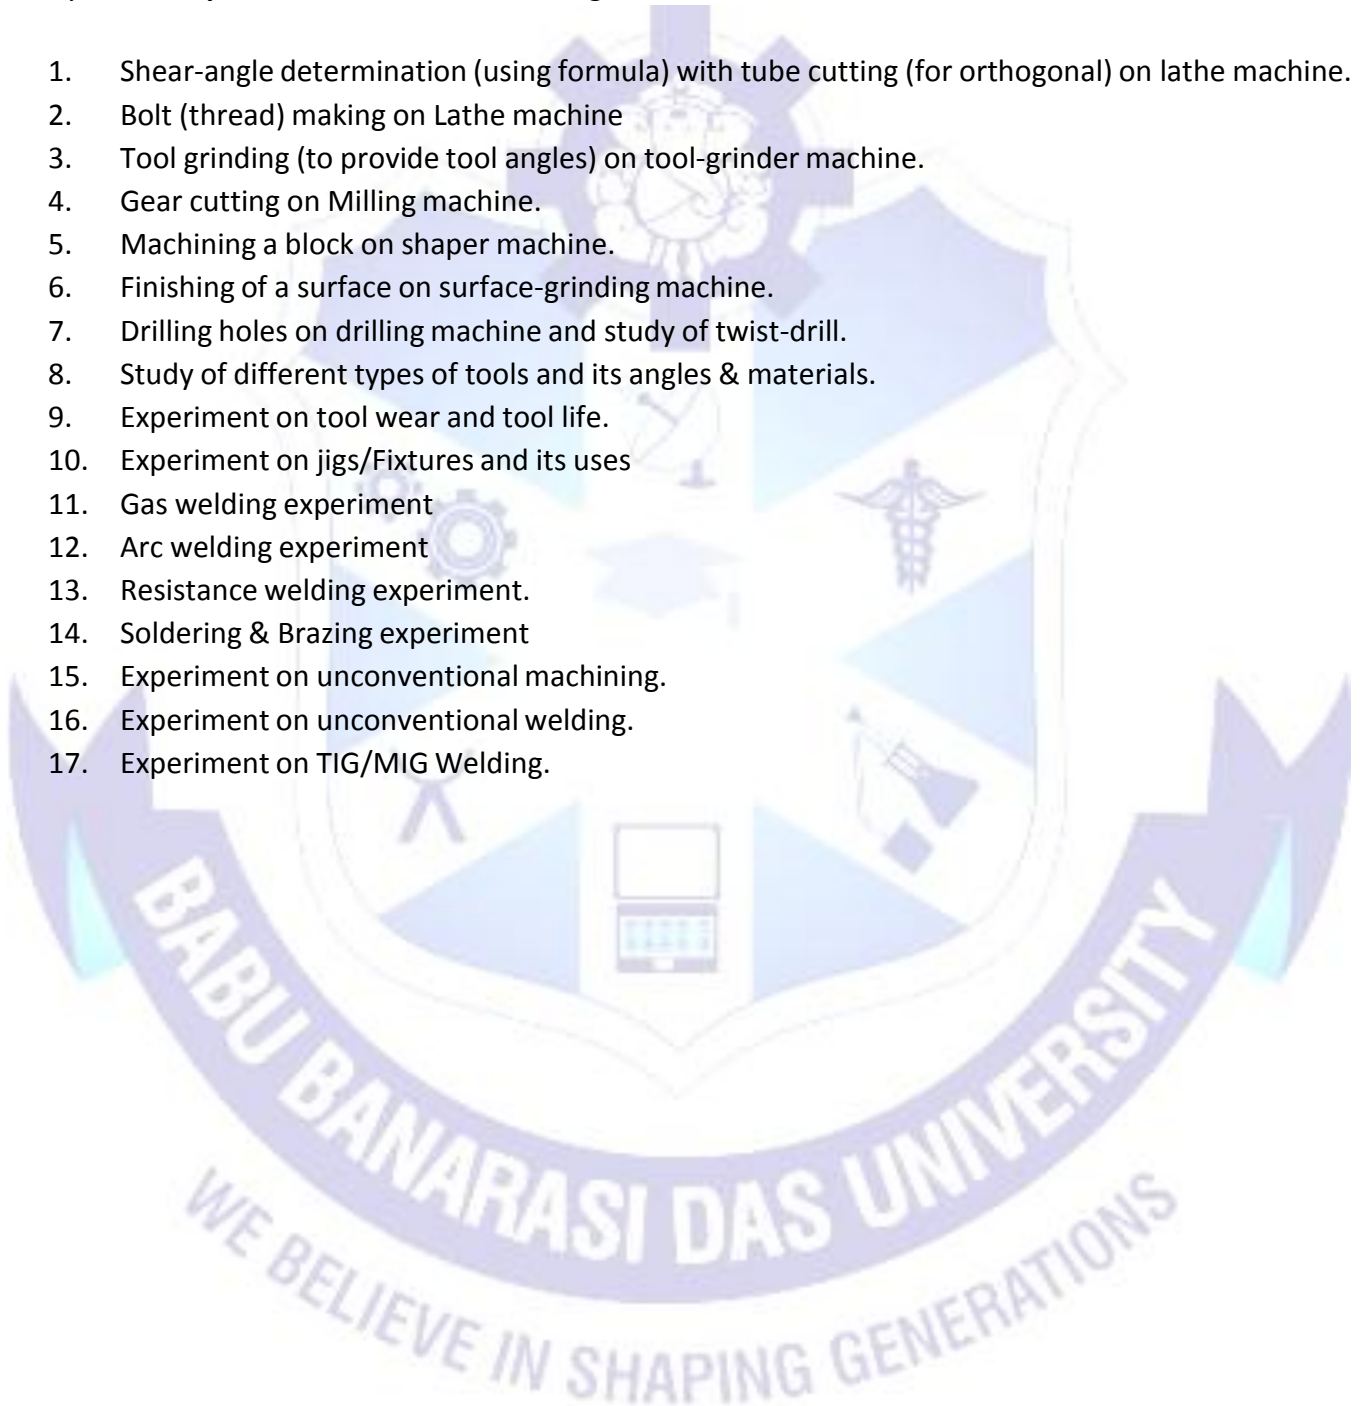 1. Shear-angle determination (using formula) with tube cutting (for orthogonal) on lathe machine.
2. Bolt (thread) making on Lathe machine
3. Tool grinding (to provide tool angles) on tool-grinder machine.
4. Gear cutting on Milling machine.
5. Machining a block on shaper machine.
6. Finishing of a surface on surface-grinding machine.
7. Drilling holes on drilling machine and study of twist-drill.
8. Study of different types of tools and its angles & materials.
9. Experiment on tool wear and tool life.
10. Experiment on jigs/Fixtures and its uses
11. Gas welding experiment
12. Arc welding experiment
13. Resistance welding experiment.
14. Soldering & Brazing experiment
15. Experiment on unconventional machining.
16. Experiment on unconventional welding.
17. Experiment on TIG/MIG Welding.
BABU BANARASI DAS UNIVERSITY
WE BELIEVE IN SHAPING GENERATIONS